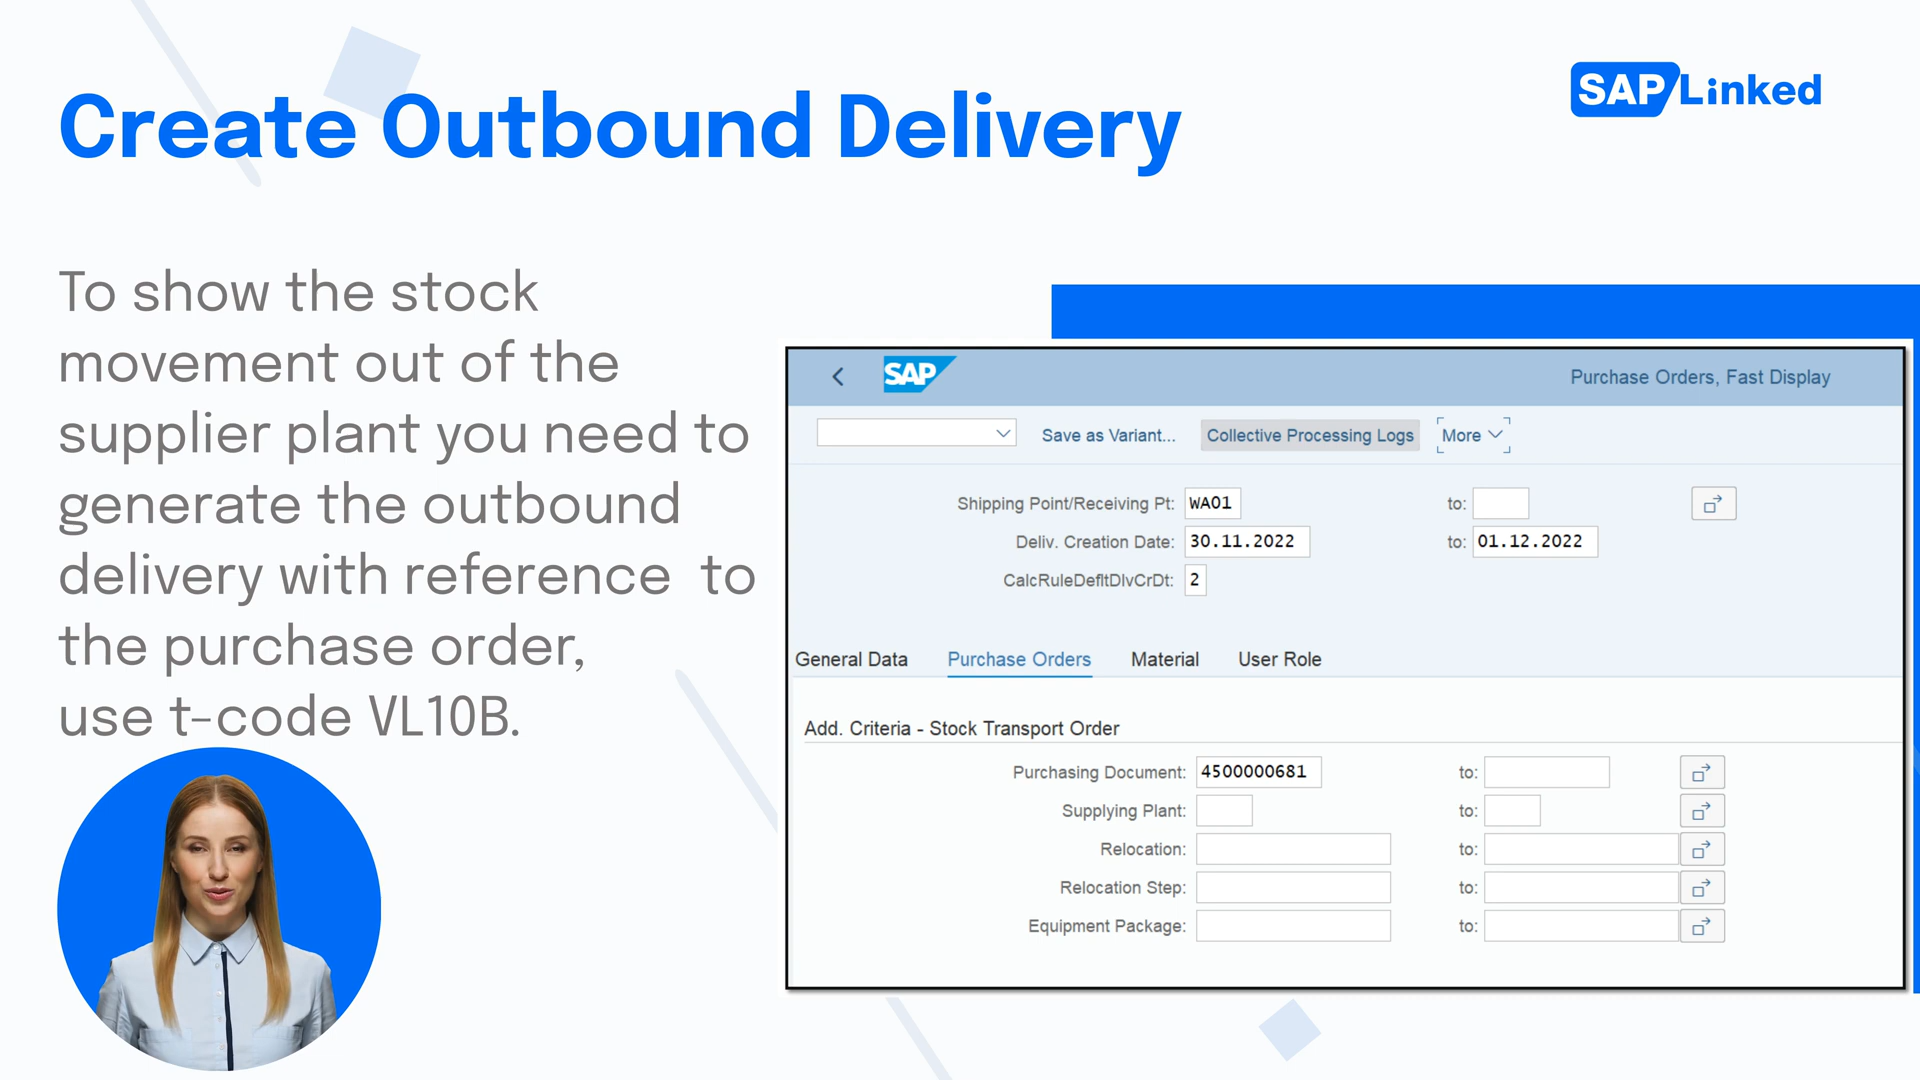 Create Outbound Delivery
SAP Linked
To show the stock
movement out of the
supplier plant you need to
generate the outbound
delivery with reference  to
the purchase order,
use t-code VL10B.
SAP
Purchase Orders, Fast Display
Save as Variant... Collective Processing Logs More
Shipping Point/Receiving Pt: WA01 to:
Deliv. Creation Date: 30.11.2022 to: 01.12.2022
CalcRuleDefltDlvCrDt: 2
General Data Purchase Orders Material User Role
Add. Criteria - Stock Transport Order
Purchasing Document: 4500000681 to:
Supplying Plant: to:
Relocation: to:
Relocation Step: to:
Equipment Package: to: